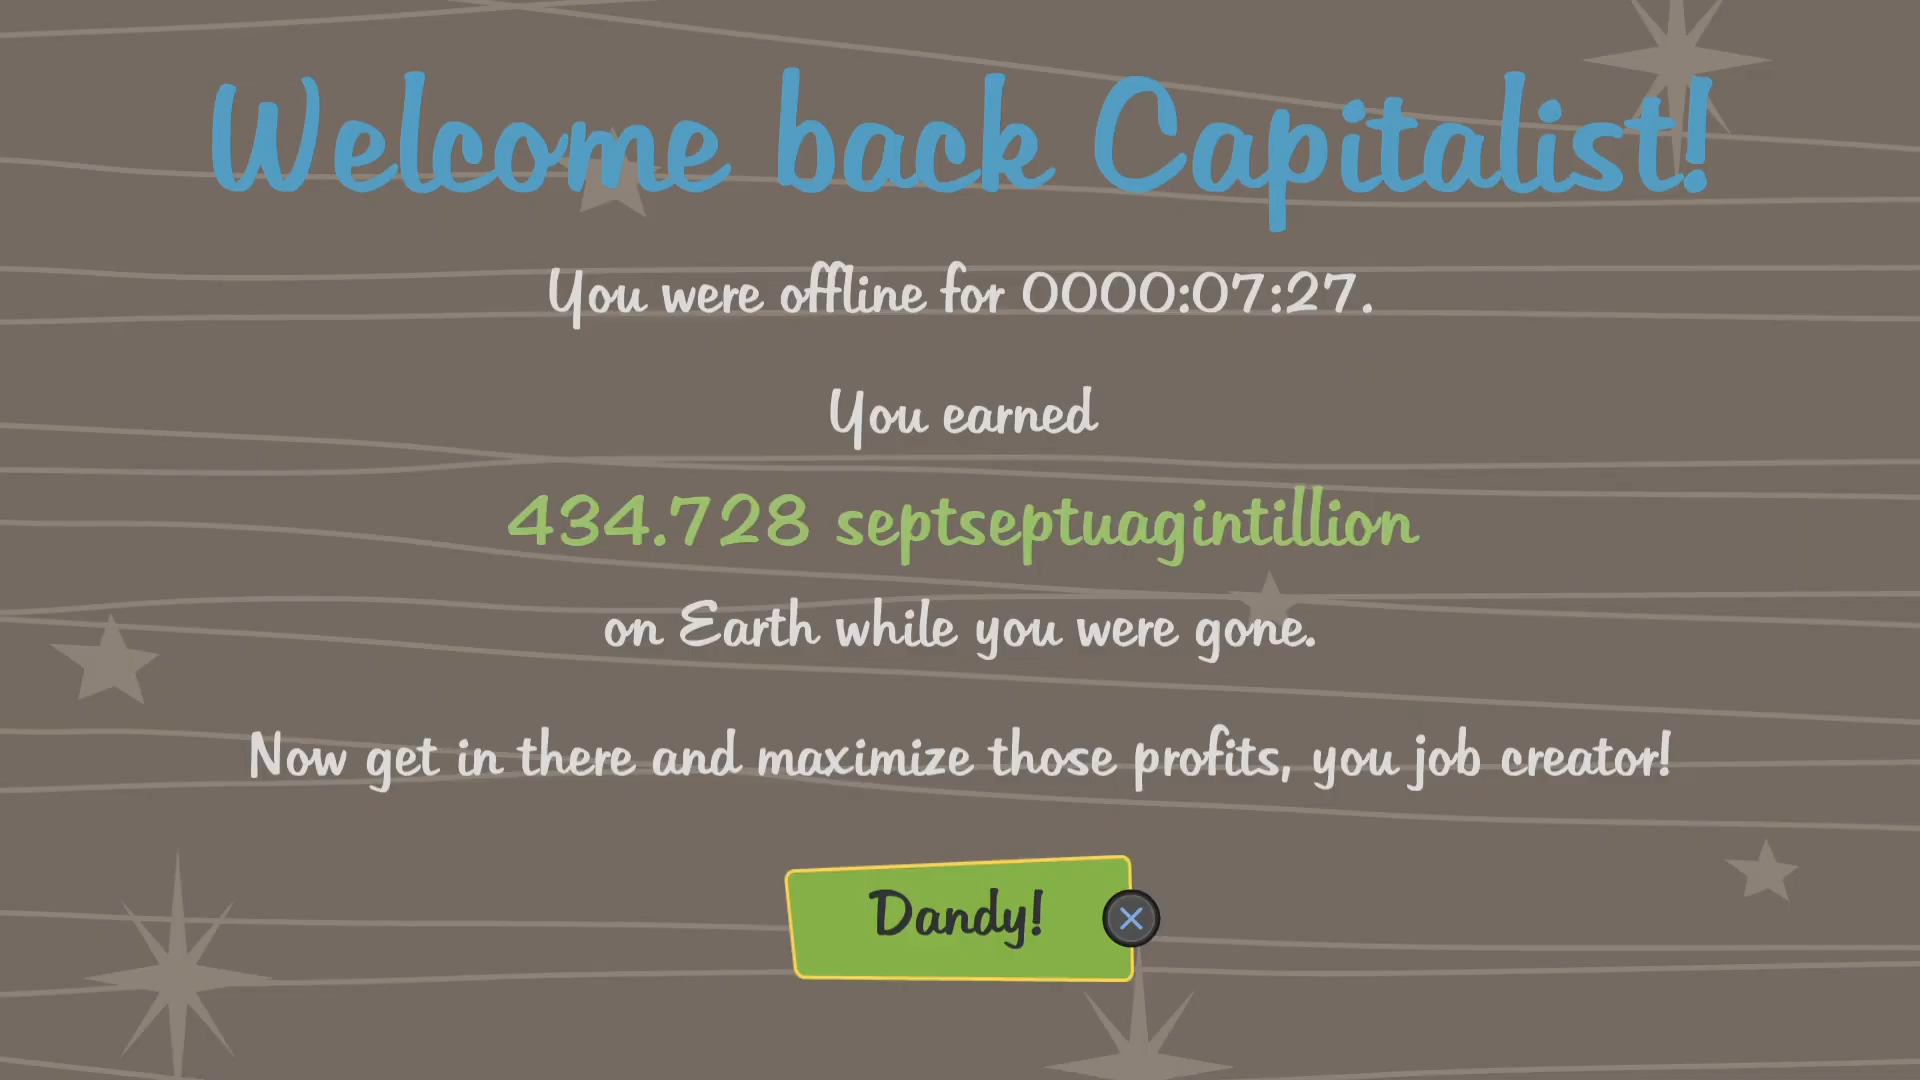 Welcome back Capitalist!
You were offline for 0000:07:27.
You earned
434.728 septseptuagintillion
on Earth while you were gone.
Now get in there and maximize those profits, you job creator!
Dandy!